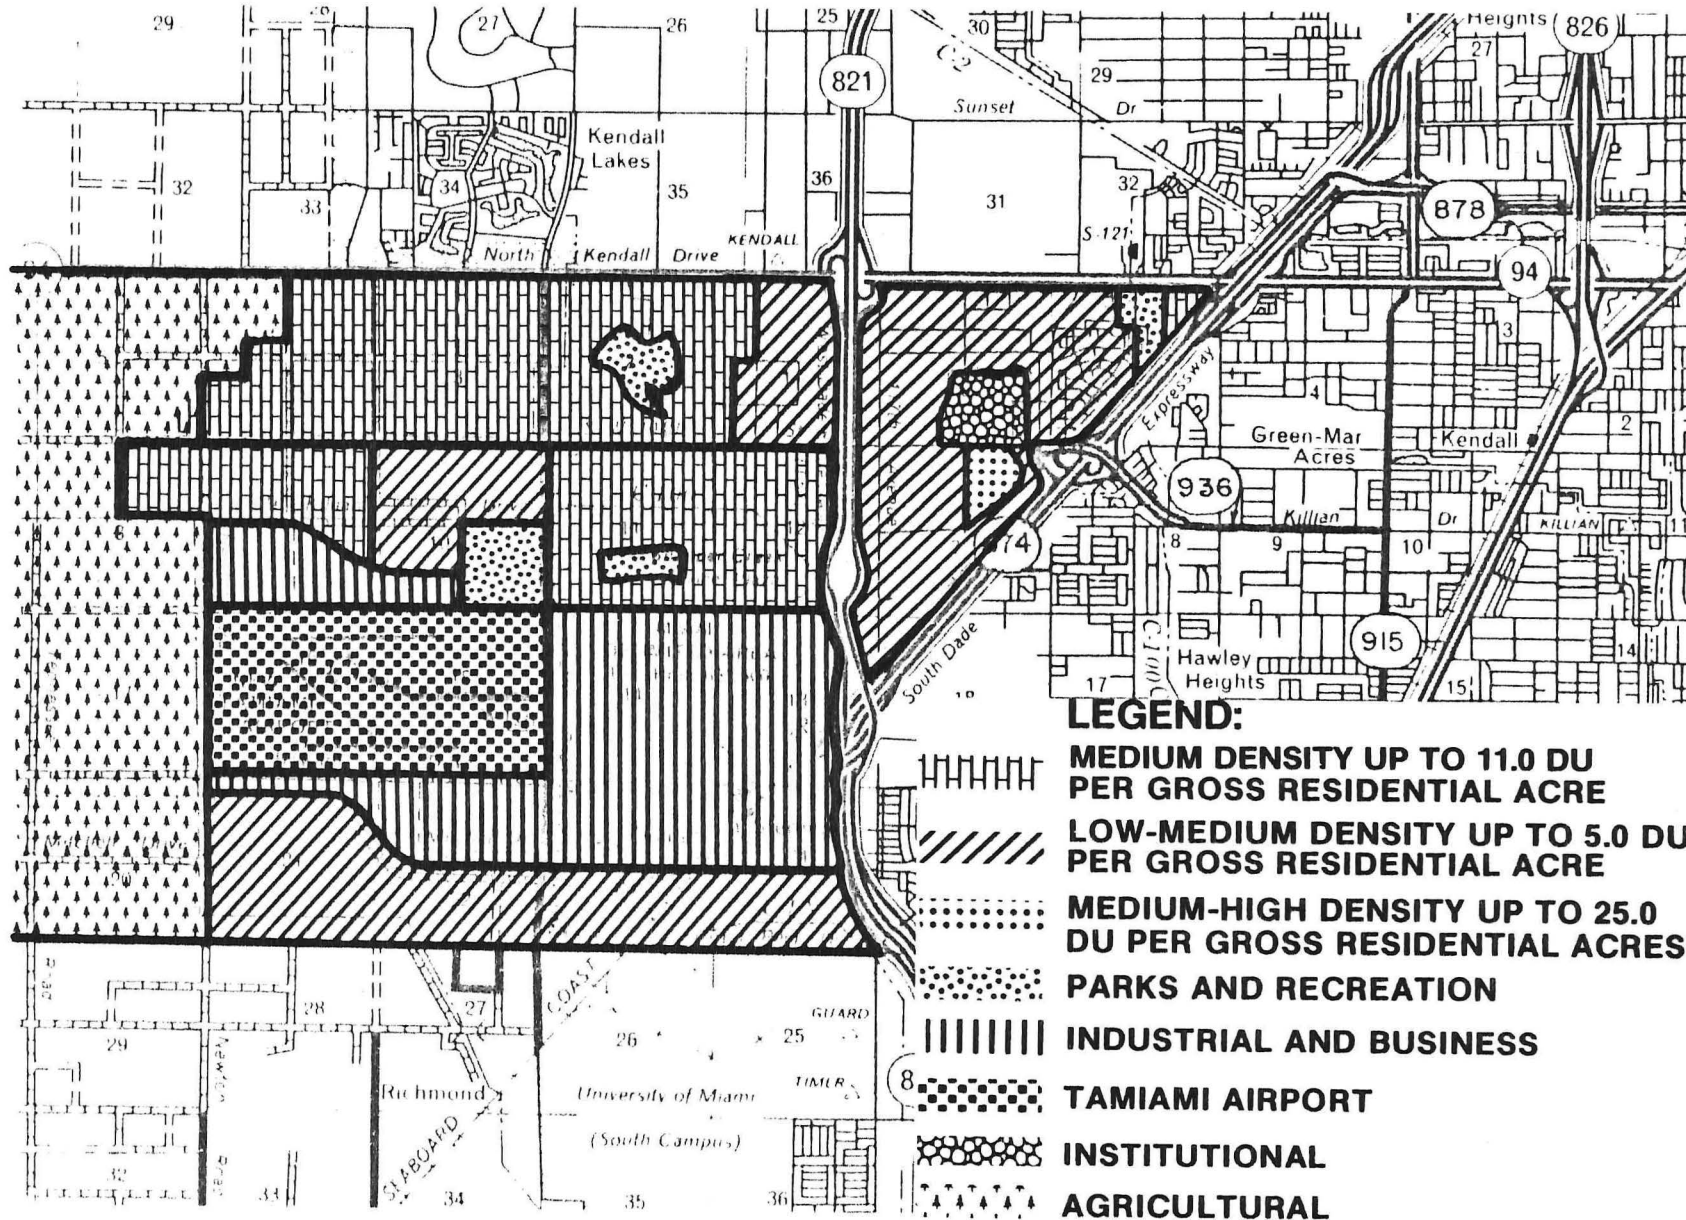 29
27
26
25
30
29
Heights
27
826
821
C-2
Sunset Dr
Kendall
Lakes
32
33
34
35
36
31
32
878
S-121
KENDALL
North Kendall Drive
94
3
Expressway
4
2
Green-Mar
Acres
Kendall
936
Killian Dr
KILLIAN
11
8
9
10
874
C-100C
915
South Dade
Hawley
Heights
14
17
15
18
LEGEND:
MEDIUM DENSITY UP TO 11.0 DU
PER GROSS RESIDENTIAL ACRE
LOW-MEDIUM DENSITY UP TO 5.0 DU
PER GROSS RESIDENTIAL ACRE
MEDIUM-HIGH DENSITY UP TO 25.0
DU PER GROSS RESIDENTIAL ACRES
PARKS AND RECREATION
INDUSTRIAL AND BUSINESS
TAMIAMI AIRPORT
INSTITUTIONAL
AGRICULTURAL
28
27
COAST
GUARD
29
26
25
Newton
Richmond
TIMER
8
University of Miami
(South Campus)
SEABOARD
32
33
34
35
36